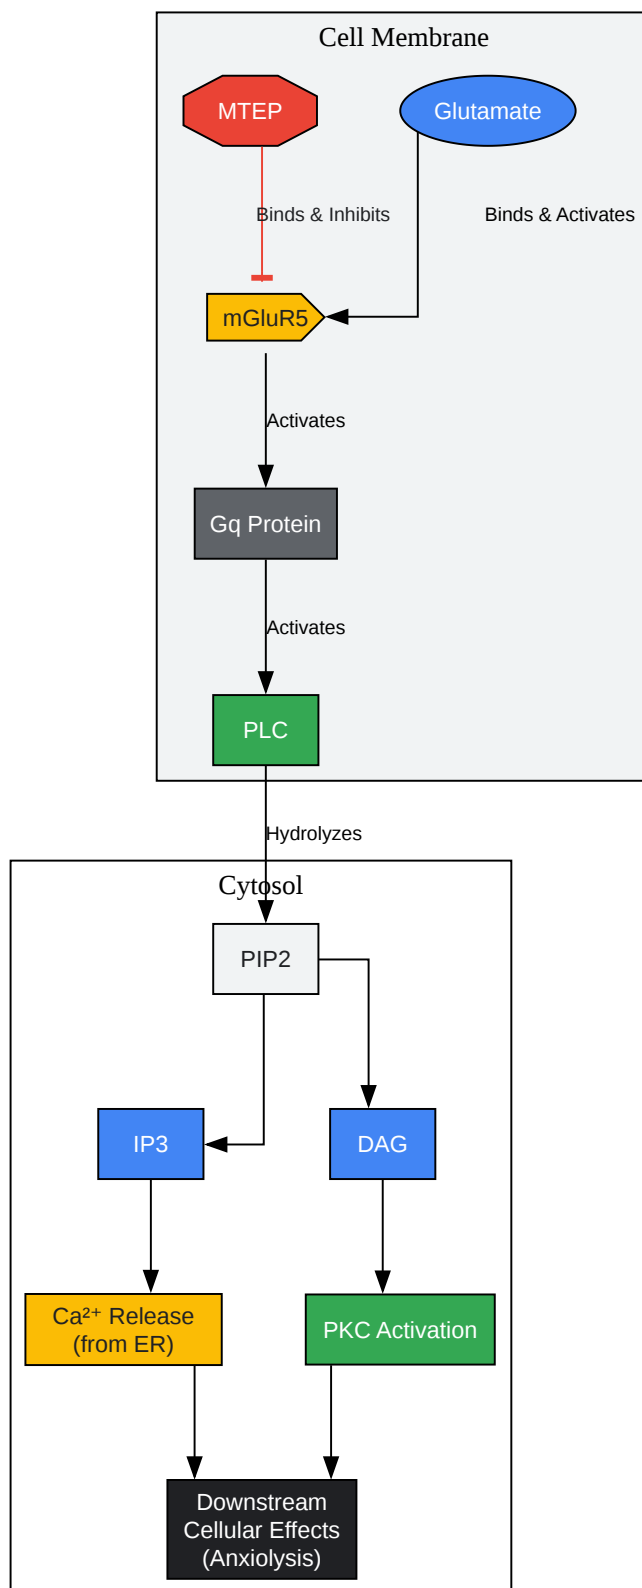 Cell Membrane
MTEP
Glutamate
Binds & Inhibits
Binds & Activates
mGluR5
Activates
Gq Protein
Activates
PLC
Hydrolyzes
Cytosol
PIP2
IP3
DAG
Ca²⁺ Release
(from ER)
PKC Activation
Downstream
Cellular Effects
(Anxiolysis)